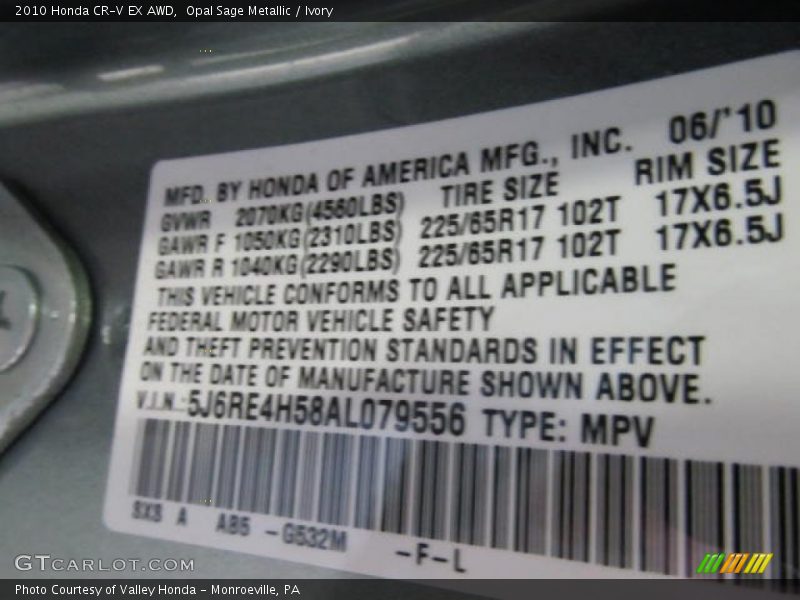 2010 Honda CR-V EX AWD,  Opal Sage Metallic / Ivory
MFD. BY HONDA OF AMERICA MFG., INC. 06/'10
GVWR 2070KG(4560LBS) TIRE SIZE RIM SIZE
GAWR F 1050KG(2310LBS) 225/65R17 102T 17X6.5J
GAWR R 1040KG(2290LBS) 225/65R17 102T 17X6.5J
THIS VEHICLE CONFORMS TO ALL APPLICABLE
FEDERAL MOTOR VEHICLE SAFETY
AND THEFT PREVENTION STANDARDS IN EFFECT
ON THE DATE OF MANUFACTURE SHOWN ABOVE.
V.I.N.:5J6RE4H58AL079556 TYPE: MPV
SXS A AB5 -G532M -F-L
GTCARLOT.COM
Photo Courtesy of Valley Honda - Monroeville, PA